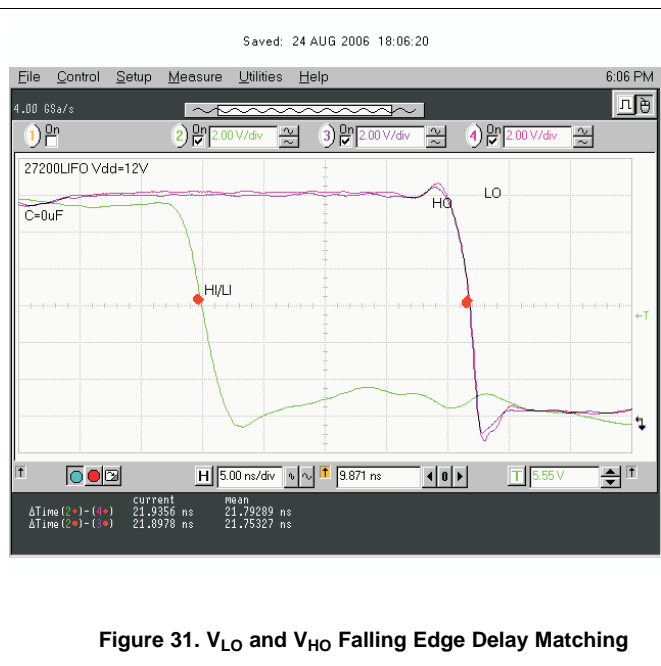 Saved: 24 AUG 2006 18:06:20
File Control Setup Measure Utilities Help 6:06 PM
4.00 GSa/s
1 On 2 On 2.00 V/div 3 On 2.00 V/div 4 On 2.00 V/div
27200LIFO Vdd=12V
C=0uF
HO
LO
HI/LI
←T
H 5.00 ns/div 9.871 ns 0 T 5.55 V
current mean
ΔTime(2●)-(4●) 21.9356 ns 21.79289 ns
ΔTime(2●)-(3●) 21.8978 ns 21.75327 ns
Figure 31. VLO and VHO Falling Edge Delay Matching